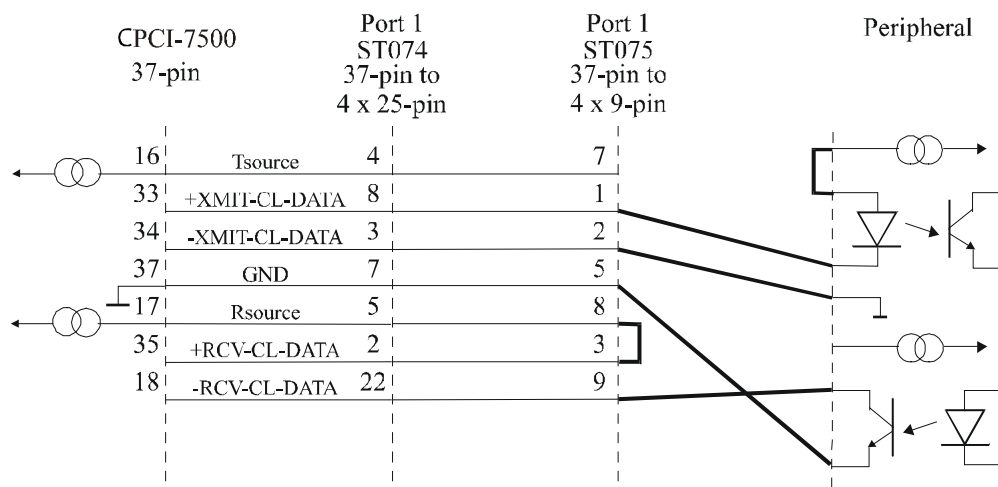 CPCI-7500
37-pin
Port 1
ST074
37-pin to
4 x 25-pin
Port 1
ST075
37-pin to
4 x 9-pin
Peripheral
16 Tsource 4 7
33 +XMIT-CL-DATA 8 1
34 -XMIT-CL-DATA 3 2
37 GND 7 5
17 Rsource 5 8
35 +RCV-CL-DATA 2 3
18 -RCV-CL-DATA 22 9